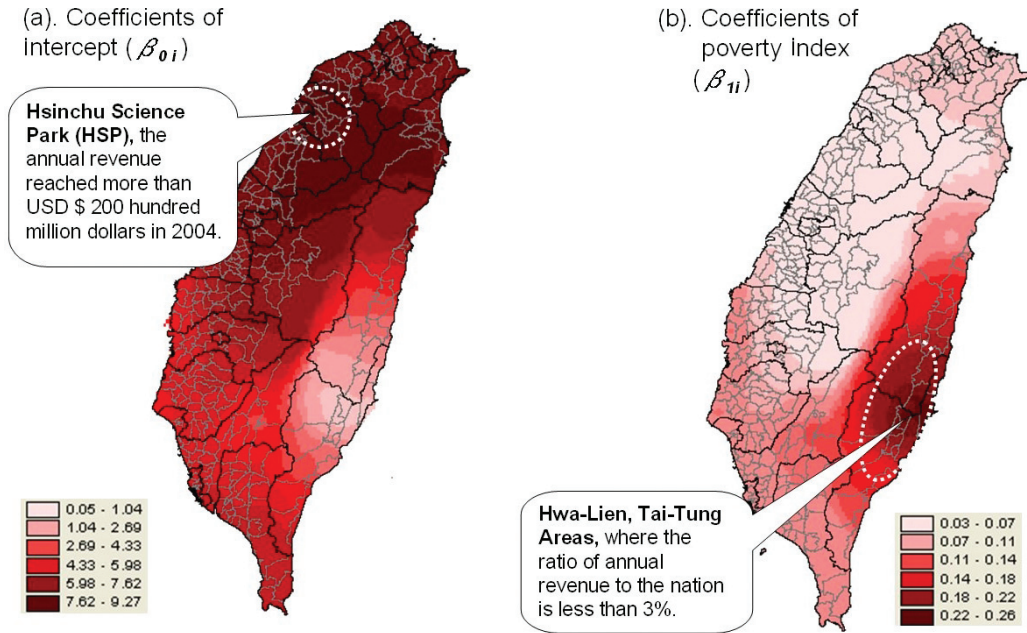 (a). Coefficients of
intercept ( β0 i )
Hsinchu Science
Park (HSP), the
annual revenue
reached more than
USD $ 200 hundred
million dollars in 2004.
0.05 - 1.04
1.04 - 2.69
2.69 - 4.33
4.33 - 5.98
5.98 - 7.62
7.62 - 9.27
(b). Coefficients of
poverty index
( β1i )
Hwa-Lien, Tai-Tung
Areas, where the
ratio of annual
revenue to the nation
is less than 3%.
0.03 - 0.07
0.07 - 0.11
0.11 - 0.14
0.14 - 0.18
0.18 - 0.22
0.22 - 0.26